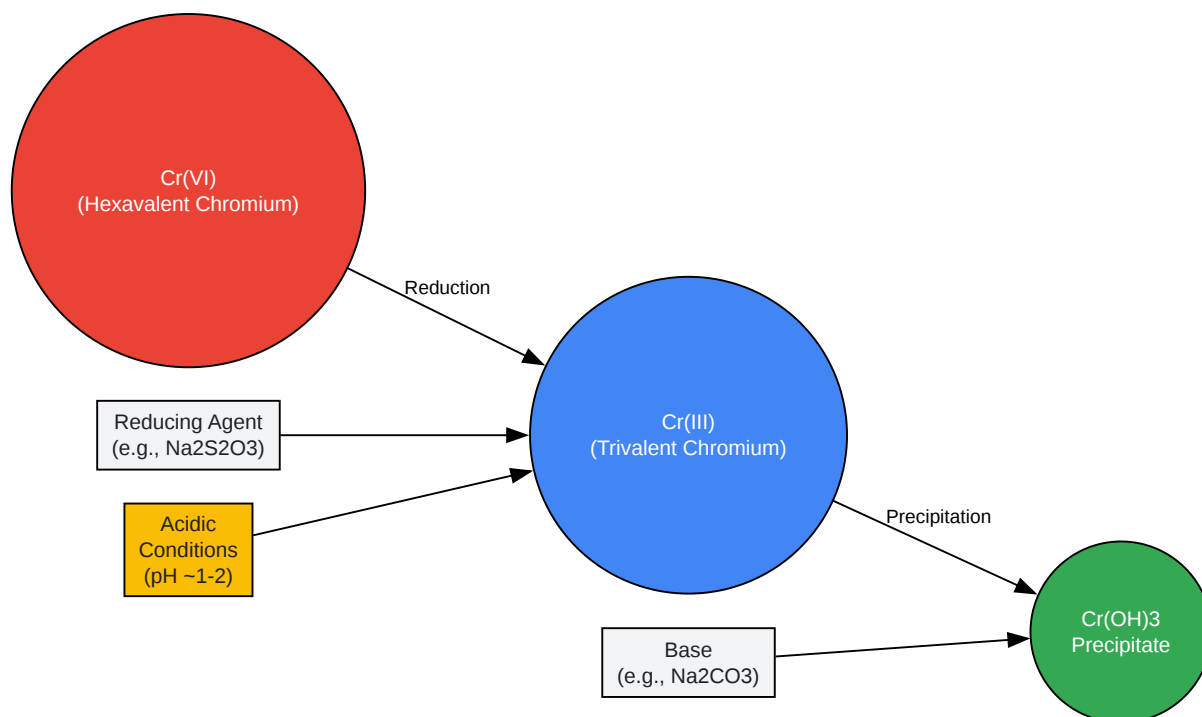 Cr(VI)
(Hexavalent Chromium)
Reduction
Reducing Agent
(e.g., Na2S2O3)
Cr(III)
(Trivalent Chromium)
Acidic
Conditions
(pH ~1-2)
Precipitation
Base
(e.g., Na2CO3)
Cr(OH)3
Precipitate